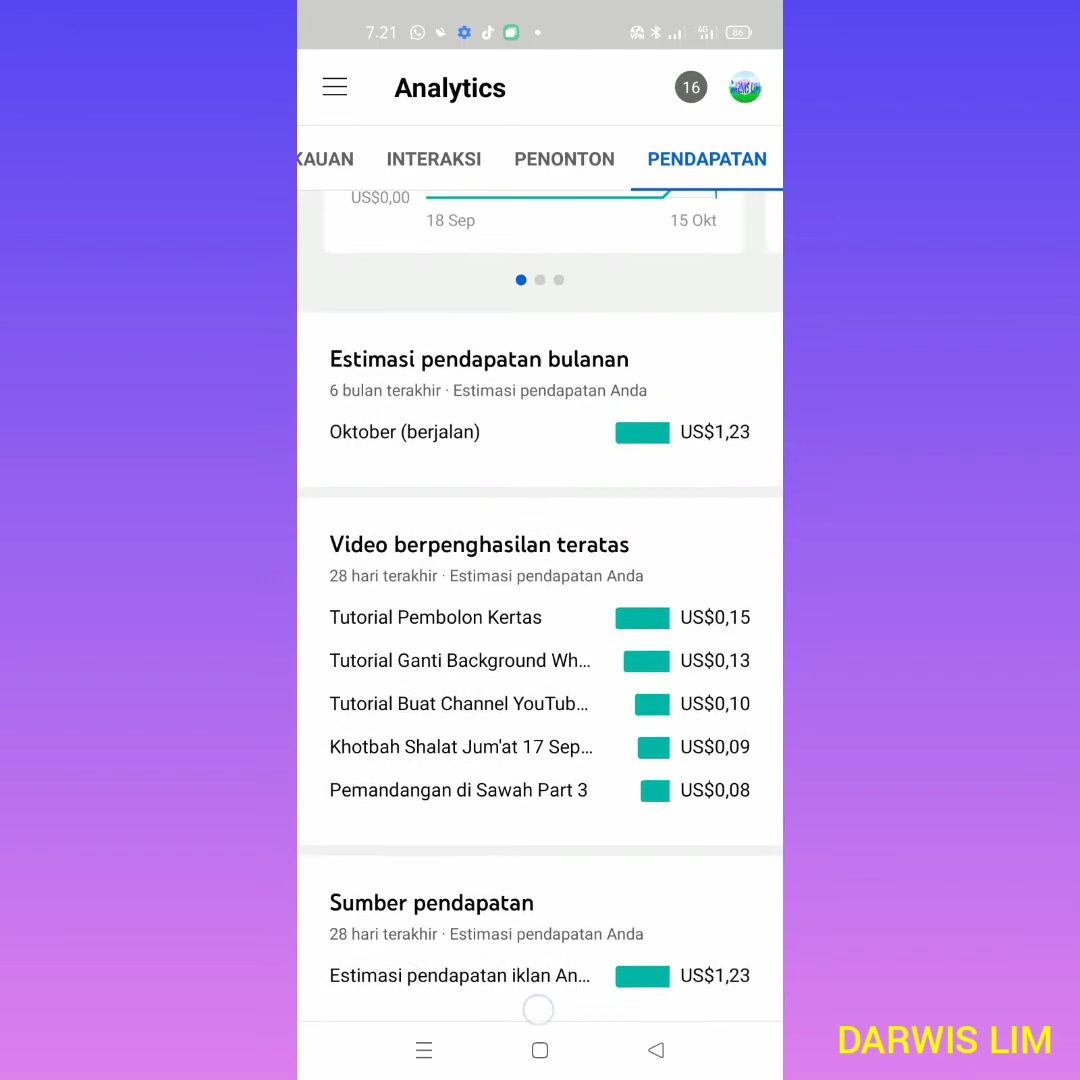 7.21
VPN 4G 86
Analytics
16
KAUAN INTERAKSI PENONTON PENDAPATAN
US$0,00
18 Sep 15 Okt
Estimasi pendapatan bulanan
6 bulan terakhir · Estimasi pendapatan Anda
Oktober (berjalan) US$1,23
Video berpenghasilan teratas
28 hari terakhir · Estimasi pendapatan Anda
Tutorial Pembolon Kertas US$0,15
Tutorial Ganti Background Wh... US$0,13
Tutorial Buat Channel YouTub... US$0,10
Khotbah Shalat Jum'at 17 Sep... US$0,09
Pemandangan di Sawah Part 3 US$0,08
Sumber pendapatan
28 hari terakhir · Estimasi pendapatan Anda
Estimasi pendapatan iklan An... US$1,23
DARWIS LIM